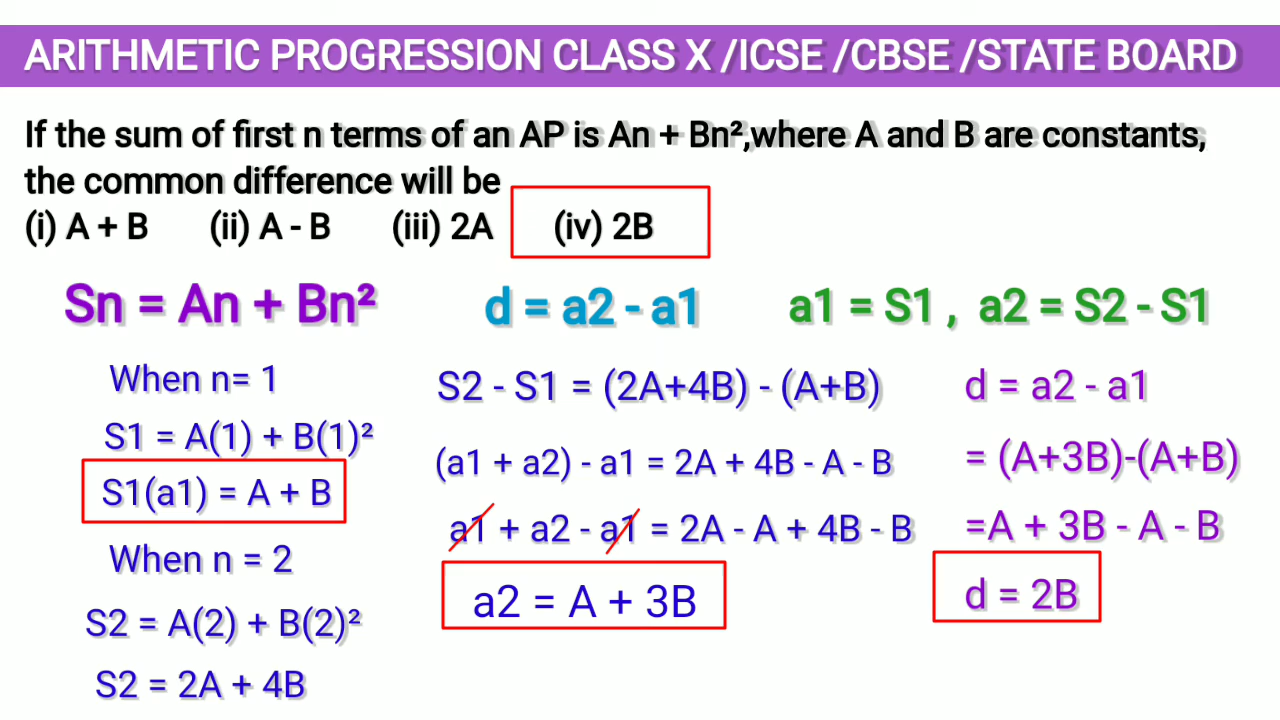 ARITHMETIC PROGRESSION CLASS X /ICSE /CBSE /STATE BOARD
If the sum of first n terms of an AP is An + Bn²,where A and B are constants,
the common difference will be
(i) A + B (ii) A - B (iii) 2A (iv) 2B
Sn = An + Bn² d = a2 - a1 a1 = S1 , a2 = S2 - S1
When n= 1
S1 = A(1) + B(1)²
S1(a1) = A + B
When n = 2
S2 = A(2) + B(2)²
S2 = 2A + 4B
S2 - S1 = (2A+4B) - (A+B)
(a1 + a2) - a1 = 2A + 4B - A - B
a1 + a2 - a1 = 2A - A + 4B - B
a2 = A + 3B
d = a2 - a1
= (A+3B)-(A+B)
=A + 3B - A - B
d = 2B